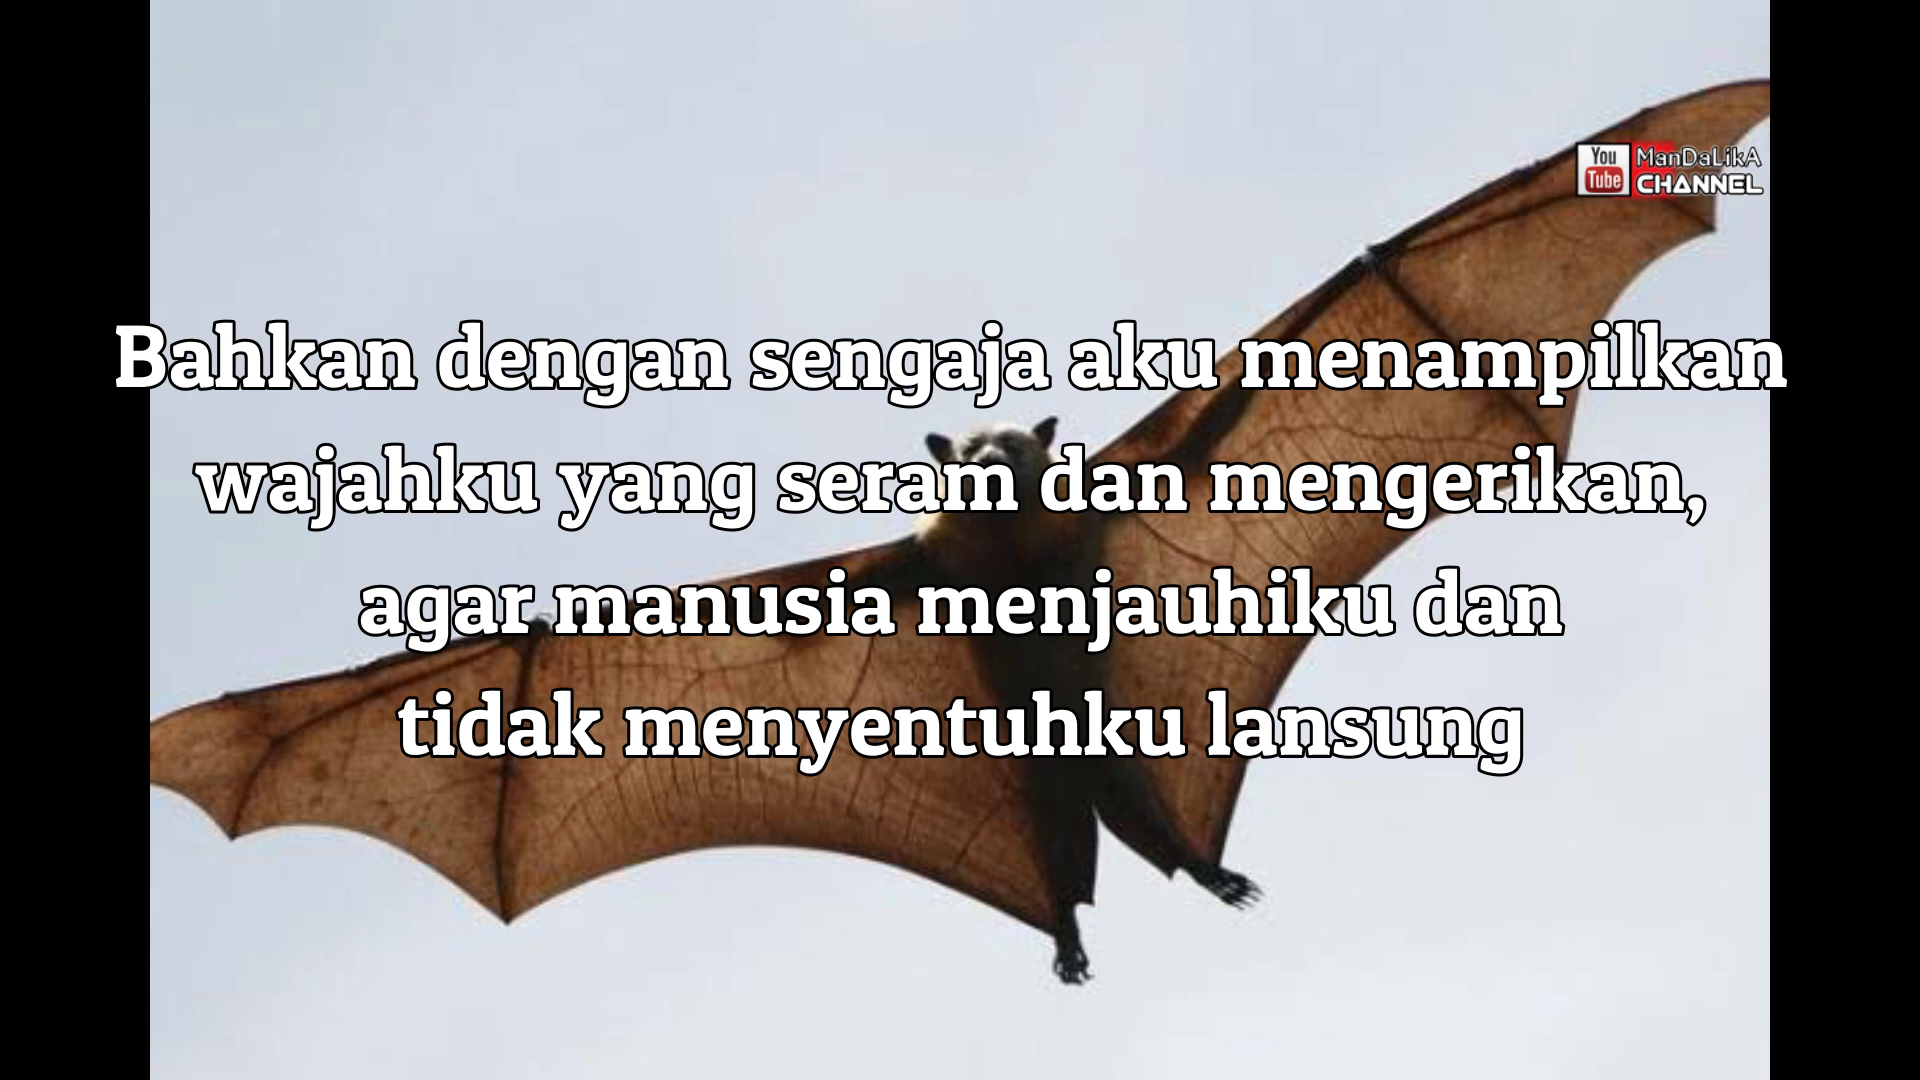 You
Tube
ManDaLikA
CHANNEL
Bahkan dengan sengaja aku menampilkan
wajahku yang seram dan mengerikan,
agar manusia menjauhiku dan
tidak menyentuhku lansung